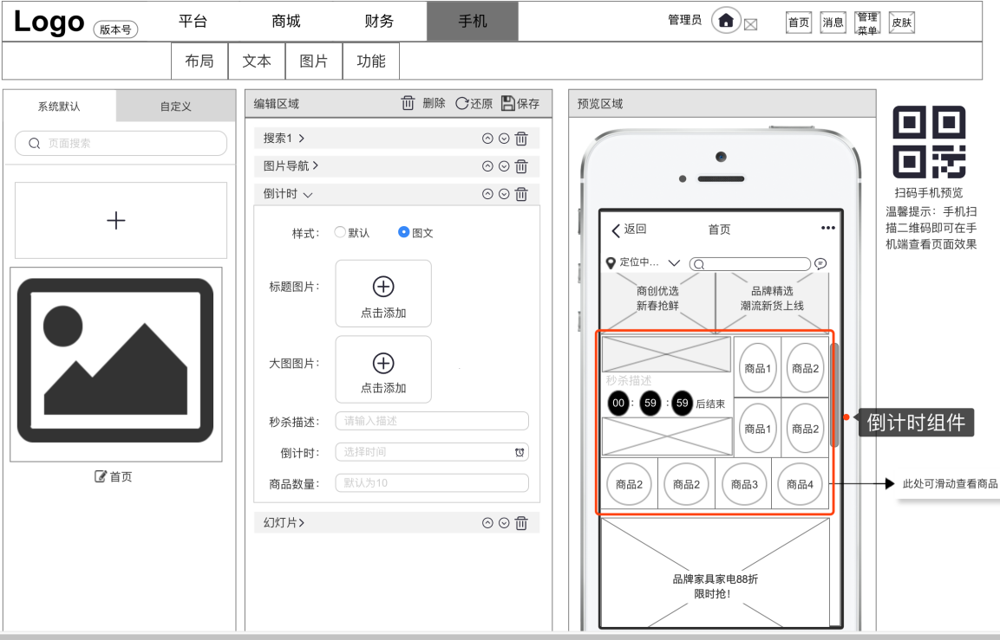 Logo 版本号 平台 商城 财务 手机 管理员 首页 消息 管理菜单 皮肤
布局 文本 图片 功能
系统默认 自定义
页面搜索
首页
编辑区域 删除 还原 保存
搜索1
图片导航
倒计时
样式: 默认 图文
标题图片: 点击添加
大图图片: 点击添加
秒杀描述: 请输入描述
倒计时: 选择时间
商品数量: 默认为10
幻灯片
预览区域
返回 首页
定位中...
商创优选 品牌精选
新春抢鲜 潮流新货上线
商品1 商品2
秒杀描述
00 : 59 : 59 后结束
商品1 商品2
商品2 商品2 商品3 商品4
品牌家具家电88折
限时抢!
扫码手机预览
温馨提示: 手机扫
描二维码即可在手
机端查看页面效果
倒计时组件
此处可滑动查看商品